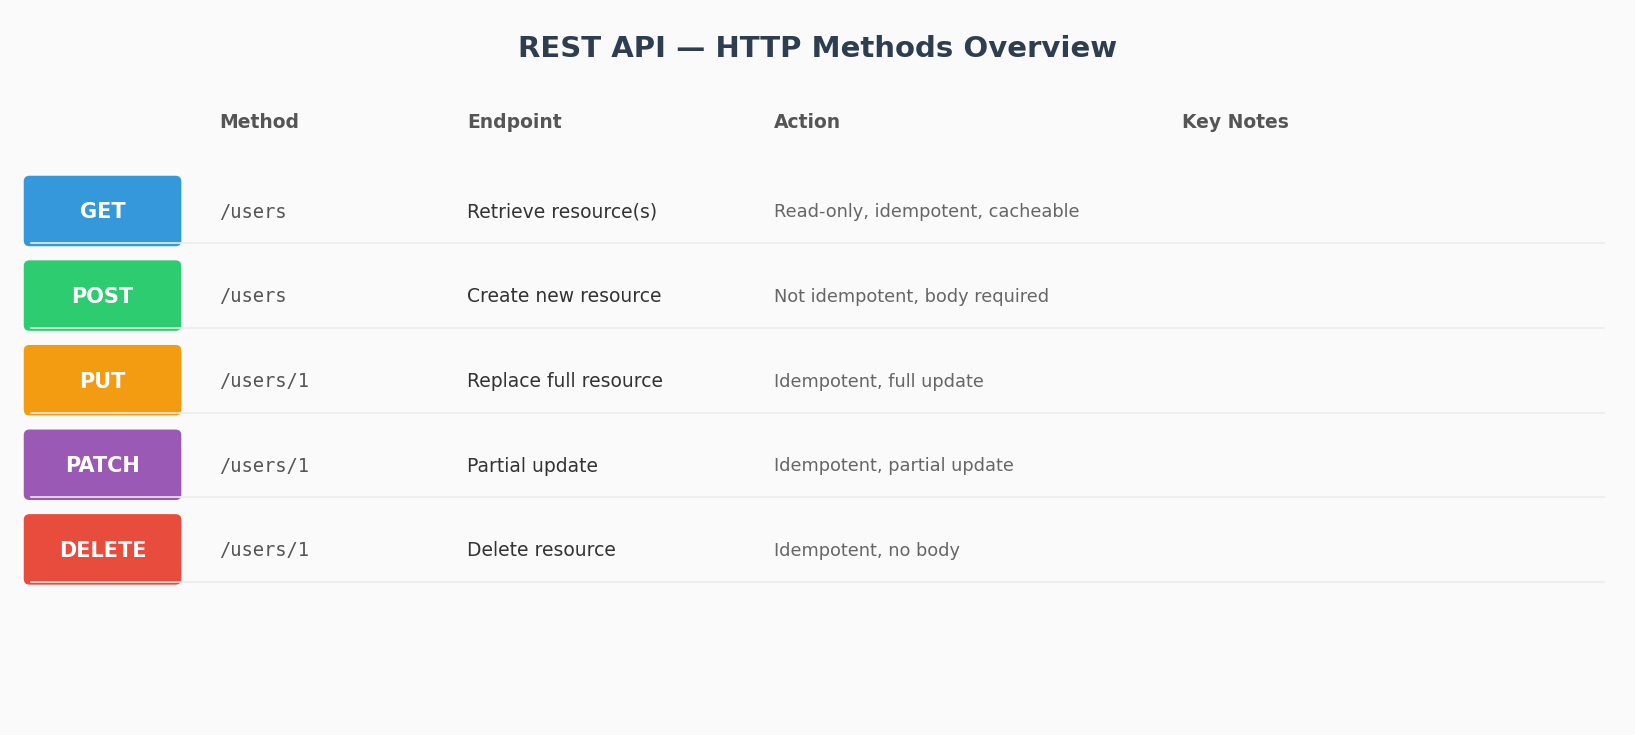 REST API — HTTP Methods Overview
Method Endpoint Action Key Notes
GET /users Retrieve resource(s) Read-only, idempotent, cacheable
POST /users Create new resource Not idempotent, body required
PUT /users/1 Replace full resource Idempotent, full update
PATCH /users/1 Partial update Idempotent, partial update
DELETE /users/1 Delete resource Idempotent, no body